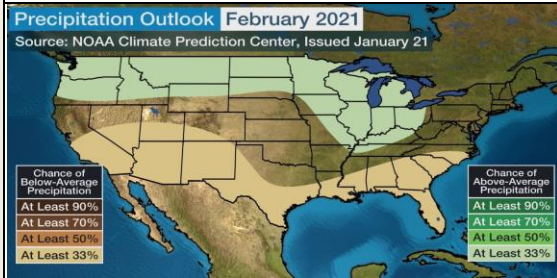 Precipitation Outlook February 2021
Source: NOAA Climate Prediction Center, Issued January 21
Chance of
Below-Average
Precipitation
At Least 90%
At Least 70%
At Least 50%
At Least 33%
Chance of
Above-Average
Precipitation
At Least 90%
At Least 70%
At Least 50%
At Least 33%